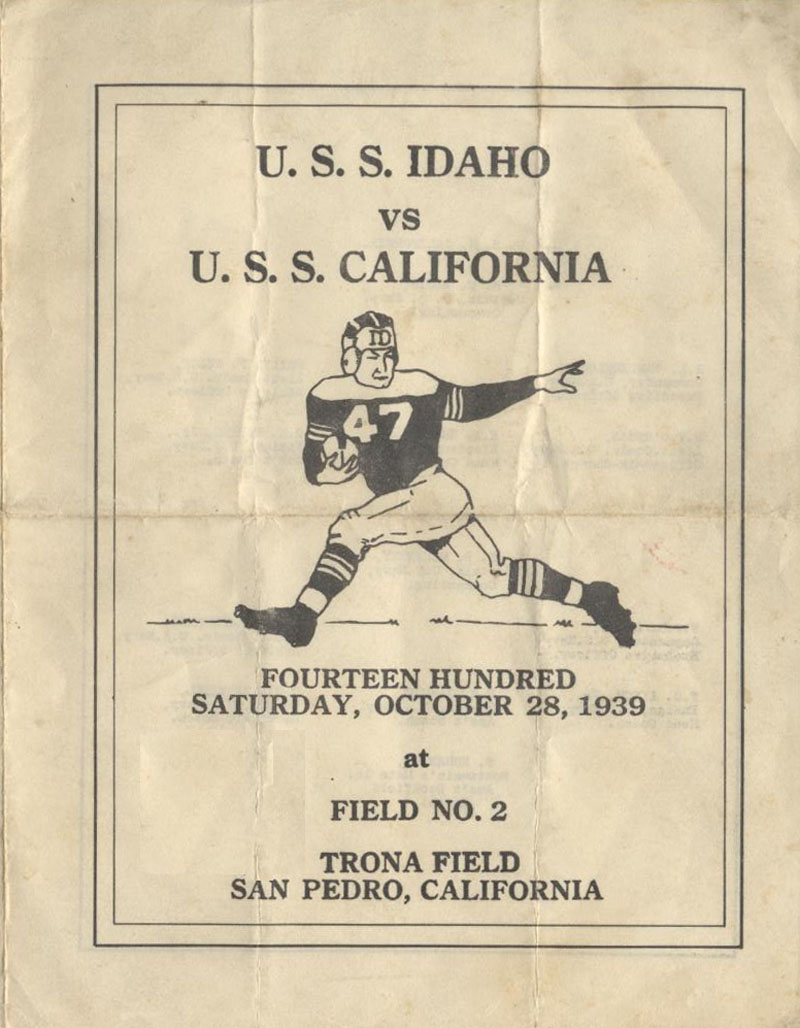 U. S. S. IDAHO
VS
U. S. S. CALIFORNIA
ID
47
FOURTEEN HUNDRED
SATURDAY, OCTOBER 28, 1939
at
FIELD NO. 2
TRONA FIELD
SAN PEDRO, CALIFORNIA